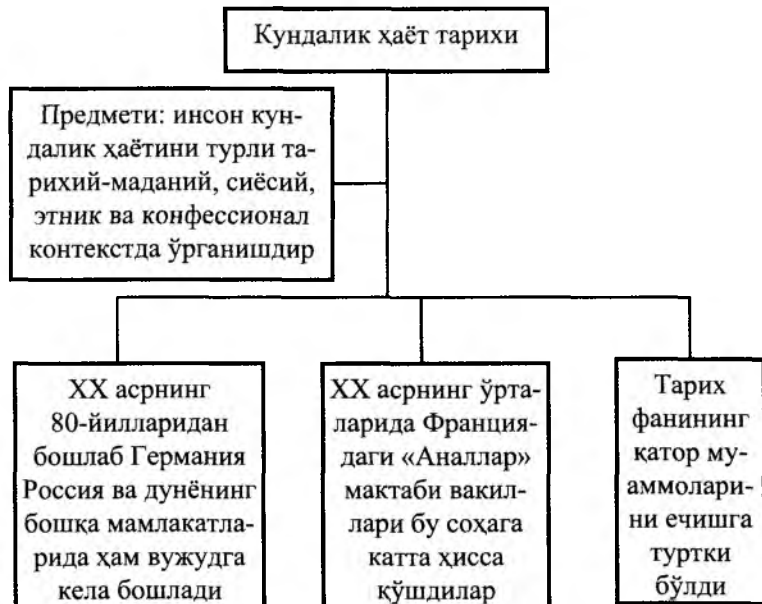 Кундалик ҳаёт тарихи
Предмети: инсон кун-
далик ҳаётини турли та-
рихий-маданий, сиёсий,
этник ва конфессионал
контекстда ўрганишдир
XX асрнинг
80-йилларидан
бошлаб Германия
Россия ва дунёнинг
бошқа мамлакатла-
рида ҳам вужудга
кела бошлади
XX асрнинг ўрта-
ларида Франция-
даги «Аналлар»
мактаби вакил-
лари бу соҳага
катта ҳисса
қўшдилар
Тарих
фанининг
қатор му-
аммолари-
ни ечишга
туртки
бўлди